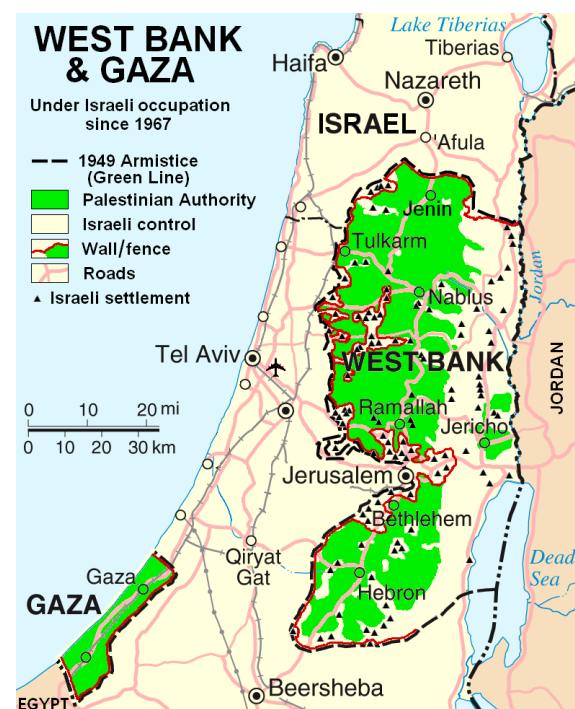 WEST BANK
& GAZA
Under Israeli occupation
since 1967
1949 Armistice
(Green Line)
Palestinian Authority
Israeli control
Wall/fence
Roads
Israeli settlement
Lake Tiberias
Tiberias
Haifa
Nazareth
ISRAEL
'Afula
Jenin
Tulkarm
Nablus
Jordan
Tel Aviv
WEST BANK
JORDAN
0 10 20 mi
0 10 20 30 km
Ramallah
Jericho
Jerusalem
Bethlehem
Qiryat
Gat
Dead
Sea
Gaza
GAZA
Hebron
Beersheba
EGYPT